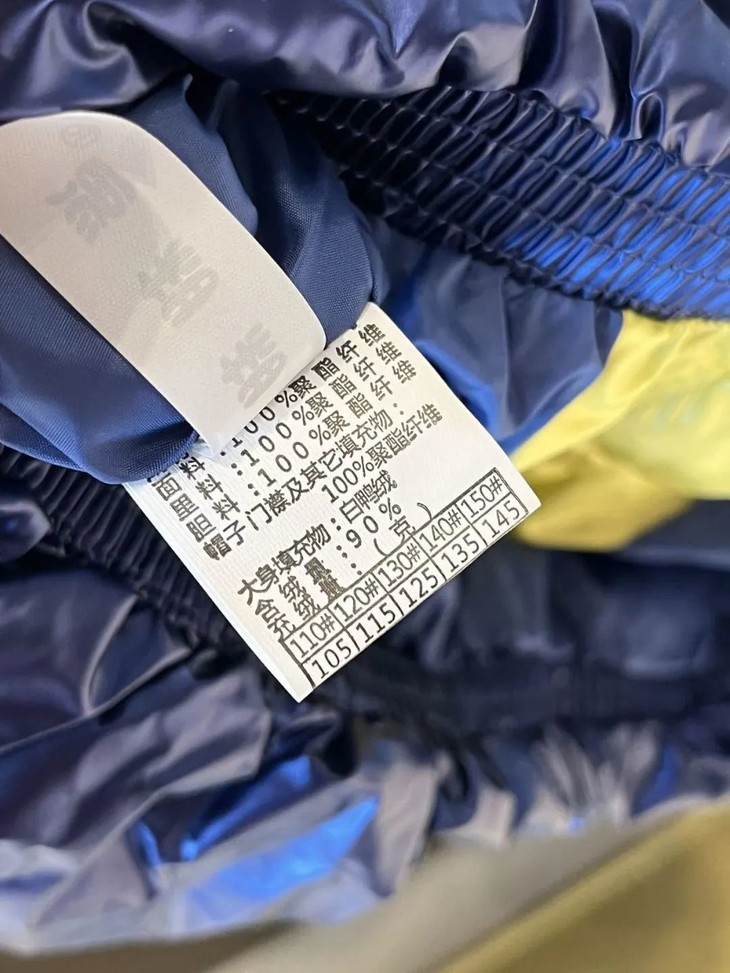 面料:100%聚酯纤维
里料:100%聚酯纤维
胆料:100%聚酯纤维
帽子门襟及其它填充物:
100%聚酯纤维
大身填充物:白鸭绒。
含绒量:90%
充绒量:(克)
110# 120# 130# 140# 150#
105 115 125 135 145